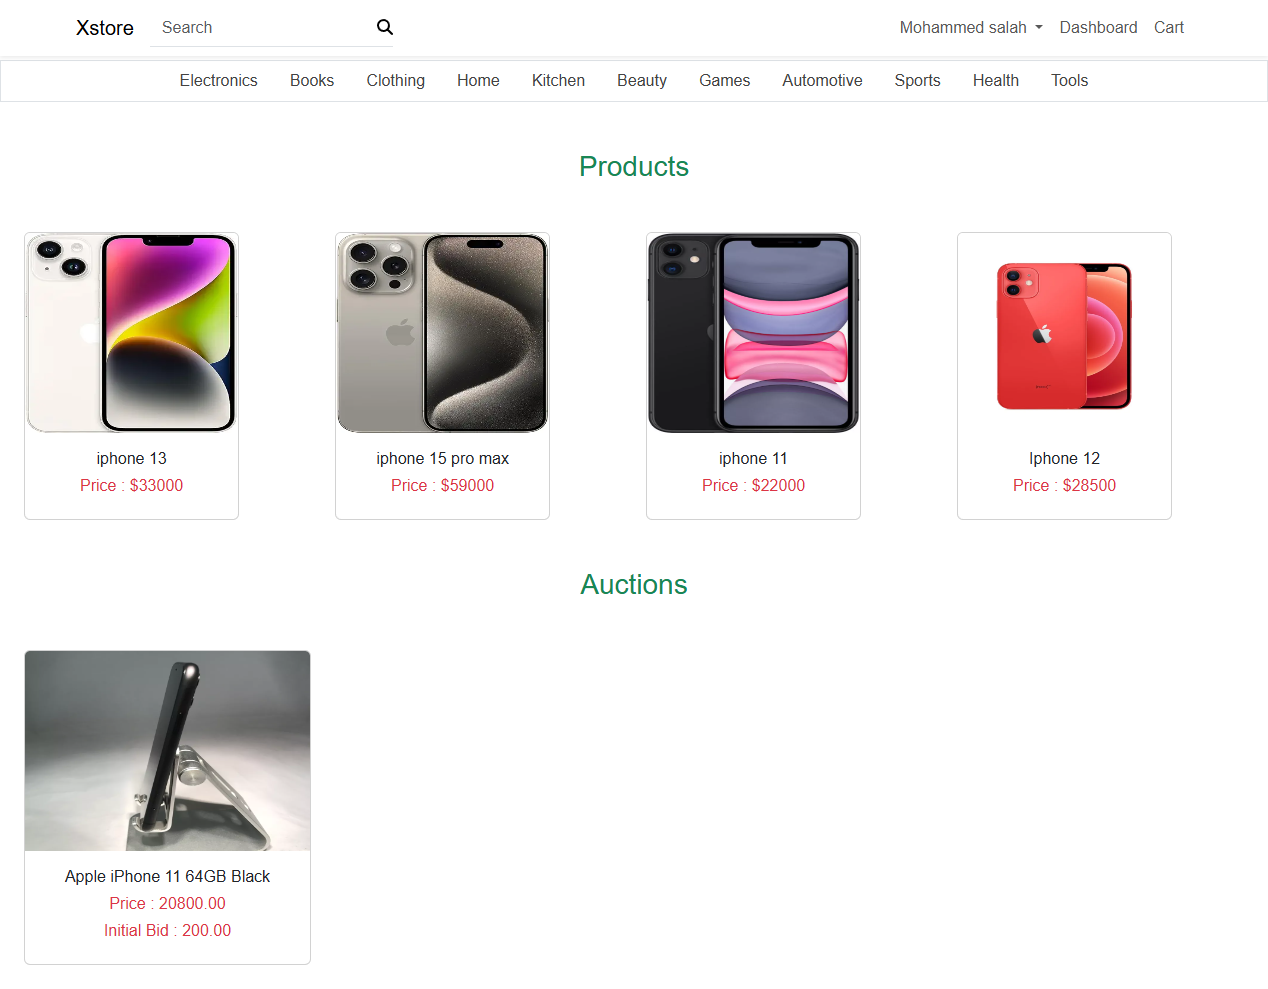 Xstore Search Mohammed salah Dashboard Cart
Electronics Books Clothing Home Kitchen Beauty Games Automotive Sports Health Tools
Products
iphone 13
Price : $33000
iphone 15 pro max
Price : $59000
iphone 11
Price : $22000
Iphone 12
Price : $28500
Auctions
Apple iPhone 11 64GB Black
Price : 20800.00
Initial Bid : 200.00